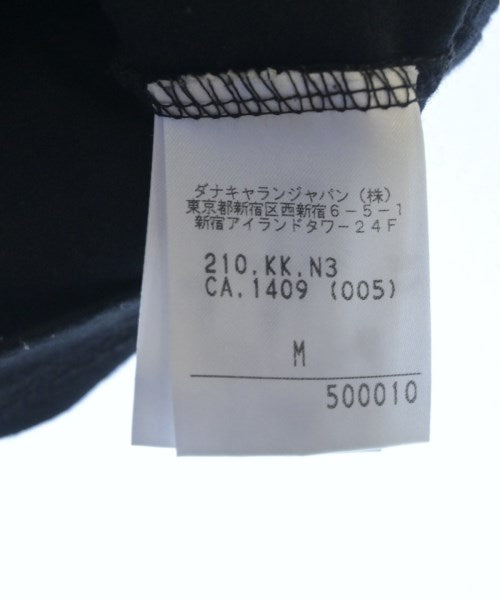 ダナキャランジャパン（株）
東京都新宿区西新宿６－５－１
新宿アイランドタワー２４Ｆ
210.KK.N3
CA.1409 (005)
M
500010